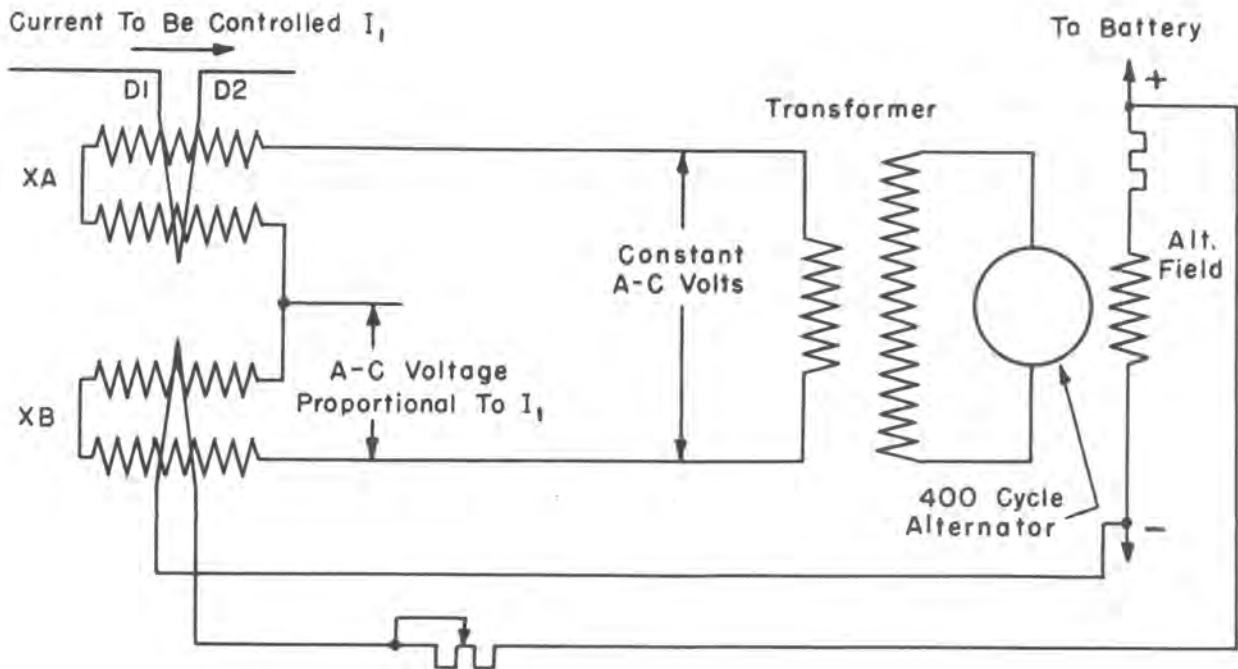 Current To Be Controlled I₁
D1 D2
XA
XB
A-C Voltage
Proportional To I₁
Constant
A-C Volts
Transformer
400 Cycle
Alternator
To Battery
+
Alt.
Field
-